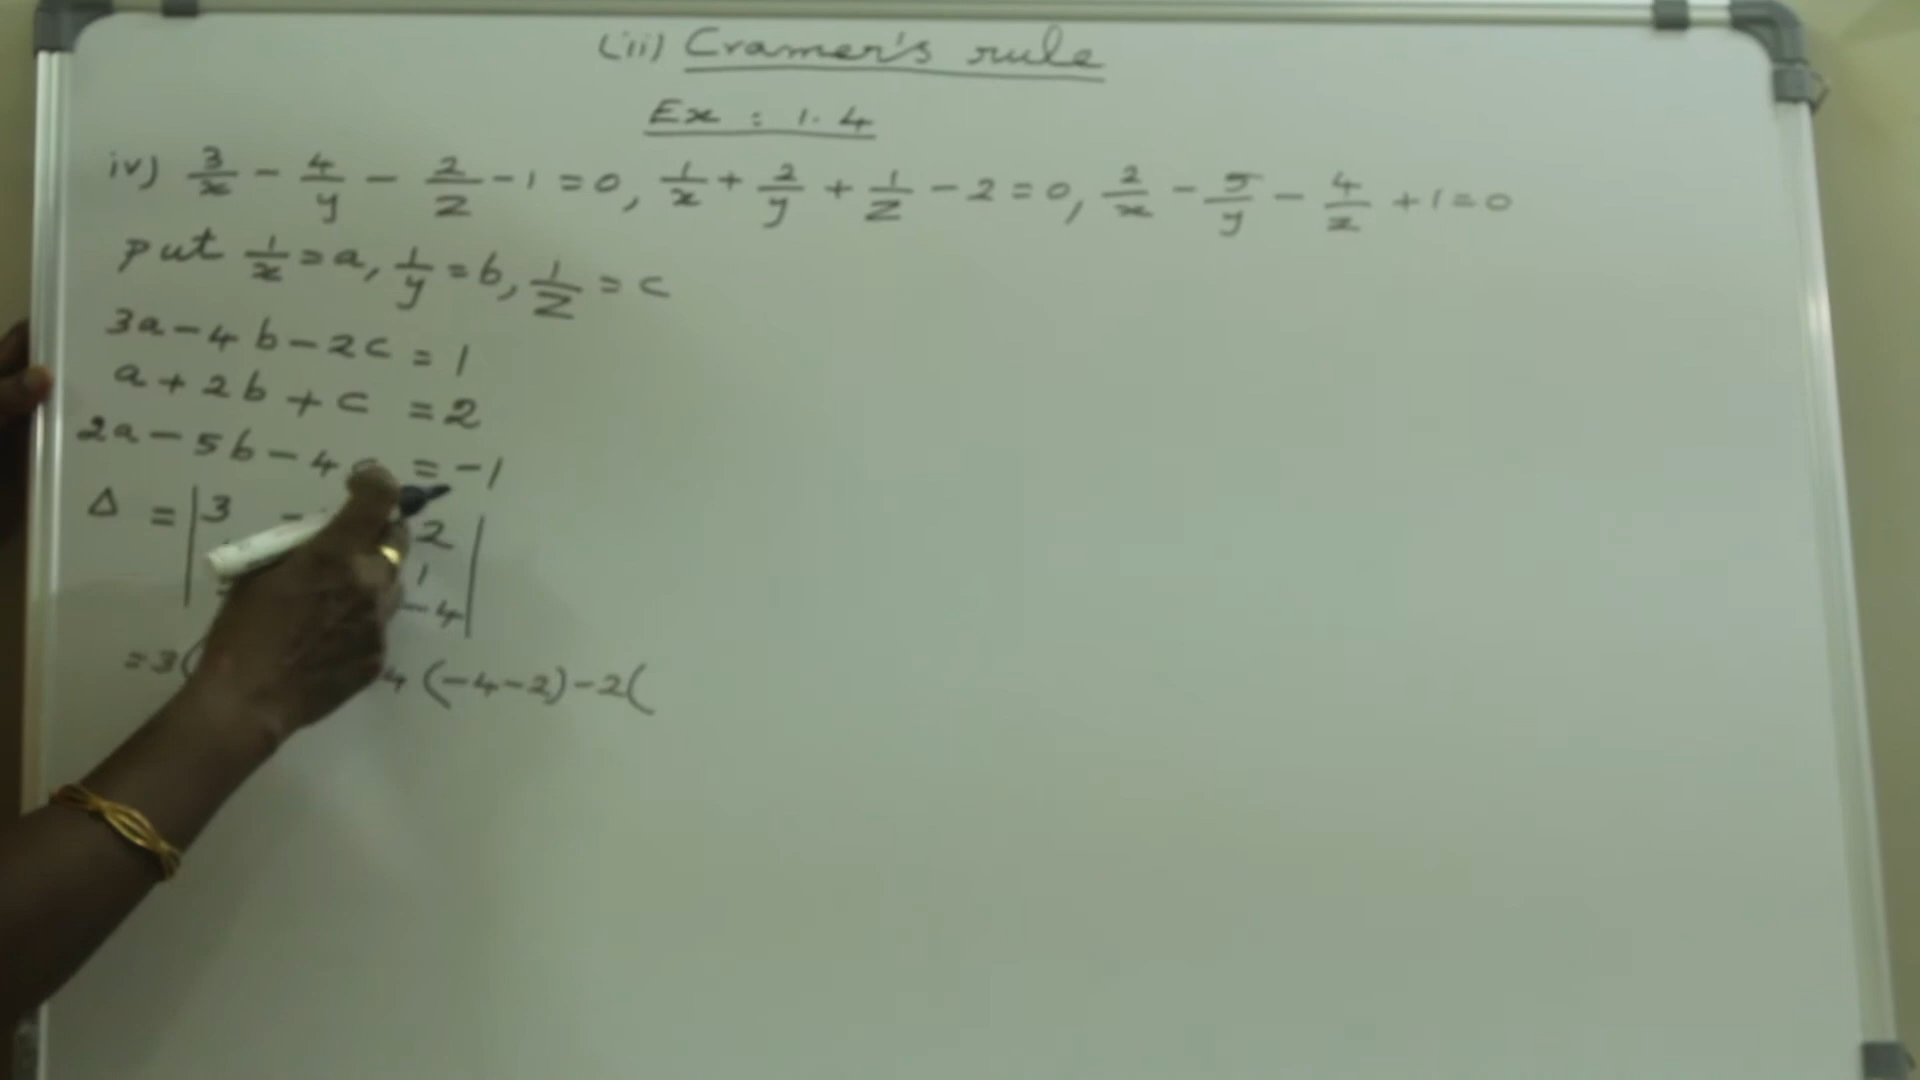 (iii) Cramer's rule
Ex : 1.4
iv) 3/x - 4/y - 2/z - 1 = 0, 1/x + 2/y + 1/z - 2 = 0, 2/x - 5/y - 4/z + 1 = 0
put 1/x = a, 1/y = b, 1/z = c
3a - 4b - 2c = 1
a + 2b + c = 2
2a - 5b - 4c = -1
Δ = | 3 - 2 |
1
-4
= 3( 4 (-4-2) - 2(